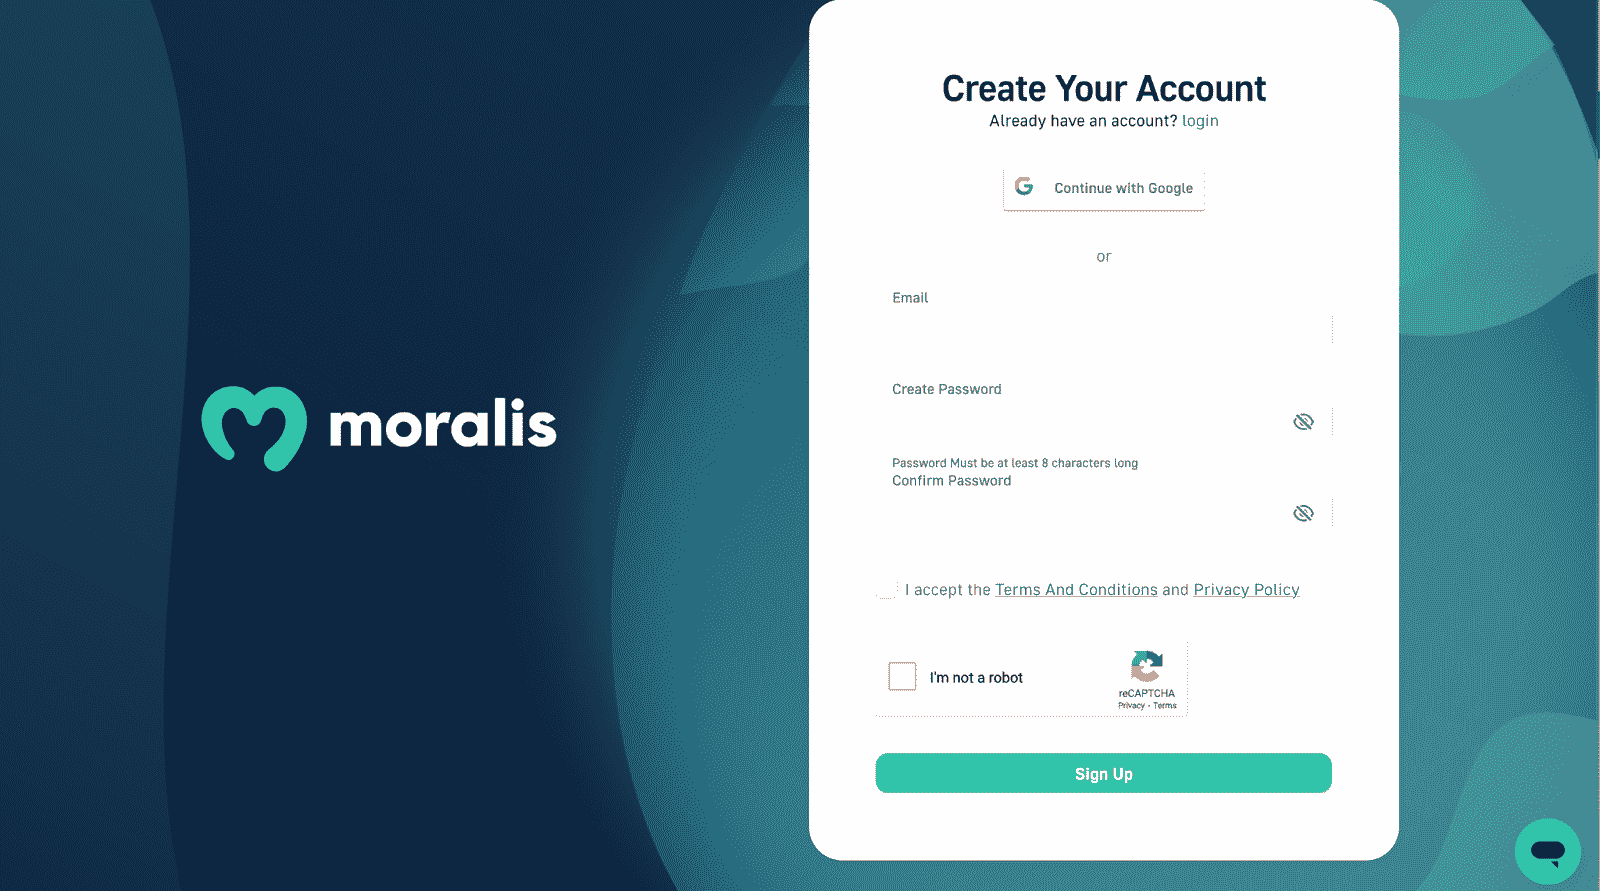 moralis
Create Your Account
Already have an account? login
Continue with Google
or
Email
Create Password
Password Must be at least 8 characters long
Confirm Password
I accept the Terms And Conditions and Privacy Policy
I'm not a robot
reCAPTCHA
Privacy - Terms
Sign Up